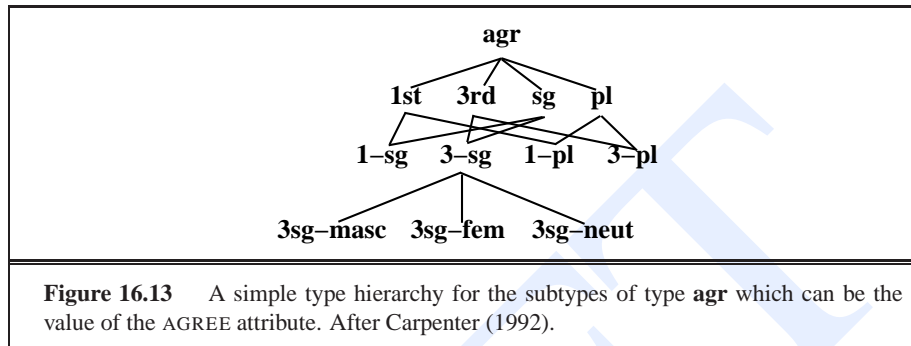 agr
1st 3rd sg pl
1–sg 3–sg 1–pl 3–pl
3sg–masc 3sg–fem 3sg–neut
Figure 16.13 A simple type hierarchy for the subtypes of type agr which can be the
value of the AGREE attribute. After Carpenter (1992).